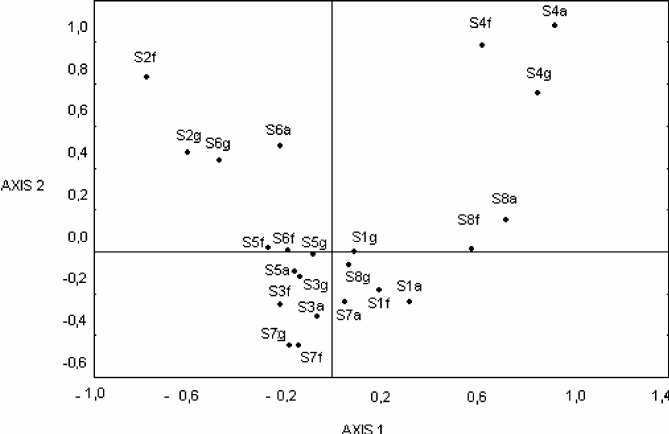 1,0
S4f
S4a
S2f
0,8
S4g
0,6
S2g
S6g
S6a
0,4
AXIS 2
0,2
S8a
S8f
0,0
S5f
S6f
S5g
S1g
- 0,2
S5a
S3g
S8g
S3f
S3a
S7a
S1f
S1a
- 0,4
S7g
S7f
- 0,6
- 1,0
- 0,6
- 0,2
0,2
0,6
1,0
1,4
AXIS 1